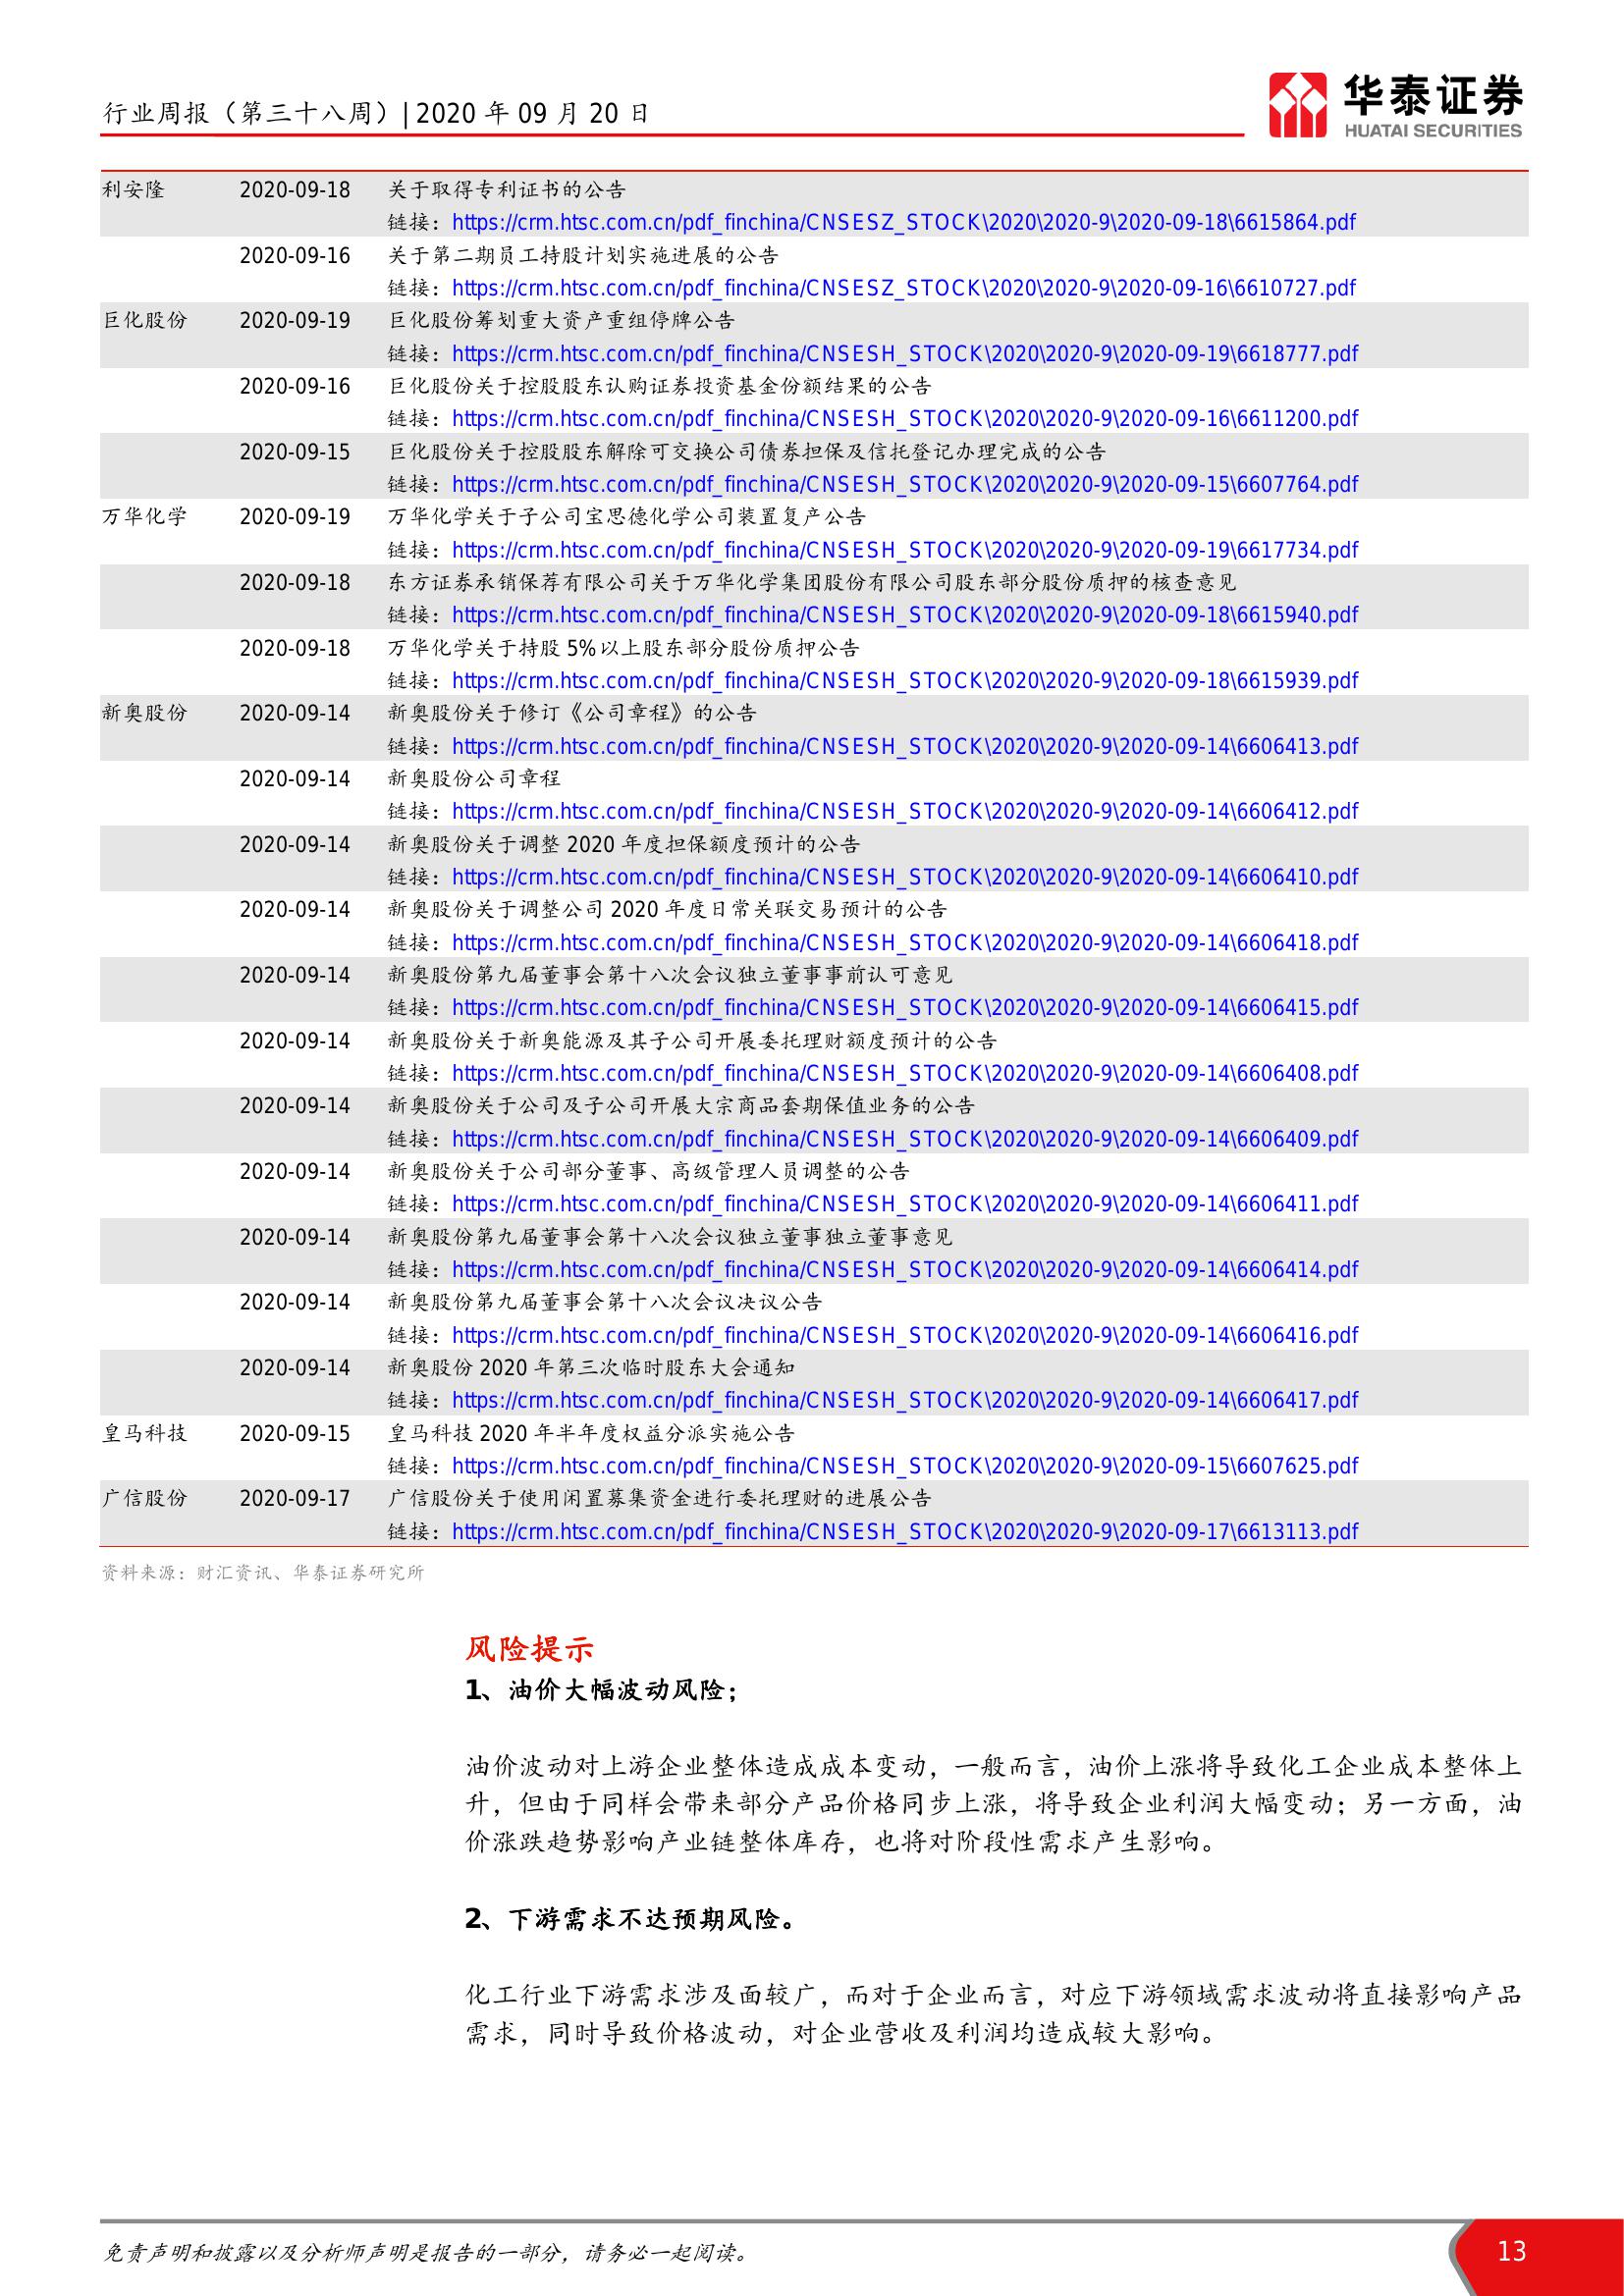 行业周报（第三十八周）| 2020 年 09 月 20 日
华泰证券
HUATAI SECURITIES
利安隆 2020-09-18 关于取得专利证书的公告
链接：https://crm.htsc.com.cn/pdf_finchina/CNSESZ_STOCK\2020\2020-9\2020-09-18\6615864.pdf
2020-09-16 关于第二期员工持股计划实施进展的公告
链接：https://crm.htsc.com.cn/pdf_finchina/CNSESZ_STOCK\2020\2020-9\2020-09-16\6610727.pdf
巨化股份 2020-09-19 巨化股份筹划重大资产重组停牌公告
链接：https://crm.htsc.com.cn/pdf_finchina/CNSESH_STOCK\2020\2020-9\2020-09-19\6618777.pdf
2020-09-16 巨化股份关于控股股东认购证券投资基金份额结果的公告
链接：https://crm.htsc.com.cn/pdf_finchina/CNSESH_STOCK\2020\2020-9\2020-09-16\6611200.pdf
2020-09-15 巨化股份关于控股股东解除可交换公司债券担保及信托登记办理完成的公告
链接：https://crm.htsc.com.cn/pdf_finchina/CNSESH_STOCK\2020\2020-9\2020-09-15\6607764.pdf
万华化学 2020-09-19 万华化学关于子公司宝思德化学公司装置复产公告
链接：https://crm.htsc.com.cn/pdf_finchina/CNSESH_STOCK\2020\2020-9\2020-09-19\6617734.pdf
2020-09-18 东方证券承销保荐有限公司关于万华化学集团股份有限公司股东部分股份质押的核查意见
链接：https://crm.htsc.com.cn/pdf_finchina/CNSESH_STOCK\2020\2020-9\2020-09-18\6615940.pdf
2020-09-18 万华化学关于持股 5%以上股东部分股份质押公告
链接：https://crm.htsc.com.cn/pdf_finchina/CNSESH_STOCK\2020\2020-9\2020-09-18\6615939.pdf
新奥股份 2020-09-14 新奥股份关于修订《公司章程》的公告
链接：https://crm.htsc.com.cn/pdf_finchina/CNSESH_STOCK\2020\2020-9\2020-09-14\6606413.pdf
2020-09-14 新奥股份公司章程
链接：https://crm.htsc.com.cn/pdf_finchina/CNSESH_STOCK\2020\2020-9\2020-09-14\6606412.pdf
2020-09-14 新奥股份关于调整 2020 年度担保额度预计的公告
链接：https://crm.htsc.com.cn/pdf_finchina/CNSESH_STOCK\2020\2020-9\2020-09-14\6606410.pdf
2020-09-14 新奥股份关于调整公司 2020 年度日常关联交易预计的公告
链接：https://crm.htsc.com.cn/pdf_finchina/CNSESH_STOCK\2020\2020-9\2020-09-14\6606418.pdf
2020-09-14 新奥股份第九届董事会第十八次会议独立董事事前认可意见
链接：https://crm.htsc.com.cn/pdf_finchina/CNSESH_STOCK\2020\2020-9\2020-09-14\6606415.pdf
2020-09-14 新奥股份关于新奥能源及其子公司开展委托理财额度预计的公告
链接：https://crm.htsc.com.cn/pdf_finchina/CNSESH_STOCK\2020\2020-9\2020-09-14\6606408.pdf
2020-09-14 新奥股份关于公司及子公司开展大宗商品套期保值业务的公告
链接：https://crm.htsc.com.cn/pdf_finchina/CNSESH_STOCK\2020\2020-9\2020-09-14\6606409.pdf
2020-09-14 新奥股份关于公司部分董事、高级管理人员调整的公告
链接：https://crm.htsc.com.cn/pdf_finchina/CNSESH_STOCK\2020\2020-9\2020-09-14\6606411.pdf
2020-09-14 新奥股份第九届董事会第十八次会议独立董事独立董事意见
链接：https://crm.htsc.com.cn/pdf_finchina/CNSESH_STOCK\2020\2020-9\2020-09-14\6606414.pdf
2020-09-14 新奥股份第九届董事会第十八次会议决议公告
链接：https://crm.htsc.com.cn/pdf_finchina/CNSESH_STOCK\2020\2020-9\2020-09-14\6606416.pdf
2020-09-14 新奥股份 2020 年第三次临时股东大会通知
链接：https://crm.htsc.com.cn/pdf_finchina/CNSESH_STOCK\2020\2020-9\2020-09-14\6606417.pdf
皇马科技 2020-09-15 皇马科技 2020 年半年度权益分派实施公告
链接：https://crm.htsc.com.cn/pdf_finchina/CNSESH_STOCK\2020\2020-9\2020-09-15\6607625.pdf
广信股份 2020-09-17 广信股份关于使用闲置募集资金进行委托理财的进展公告
链接：https://crm.htsc.com.cn/pdf_finchina/CNSESH_STOCK\2020\2020-9\2020-09-17\6613113.pdf
资料来源：财汇资讯、华泰证券研究所
风险提示
1、油价大幅波动风险；
油价波动对上游企业整体造成成本变动，一般而言，油价上涨将导致化工企业成本整体上
升，但由于同样会带来部分产品价格同步上涨，将导致企业利润大幅变动；另一方面，油
价涨跌趋势影响产业链整体库存，也将对阶段性需求产生影响。
2、下游需求不达预期风险。
化工行业下游需求涉及面较广，而对于企业而言，对应下游领域需求波动将直接影响产品
需求，同时导致价格波动，对企业营收及利润均造成较大影响。
免责声明和披露以及分析师声明是报告的一部分，请务必一起阅读。
13